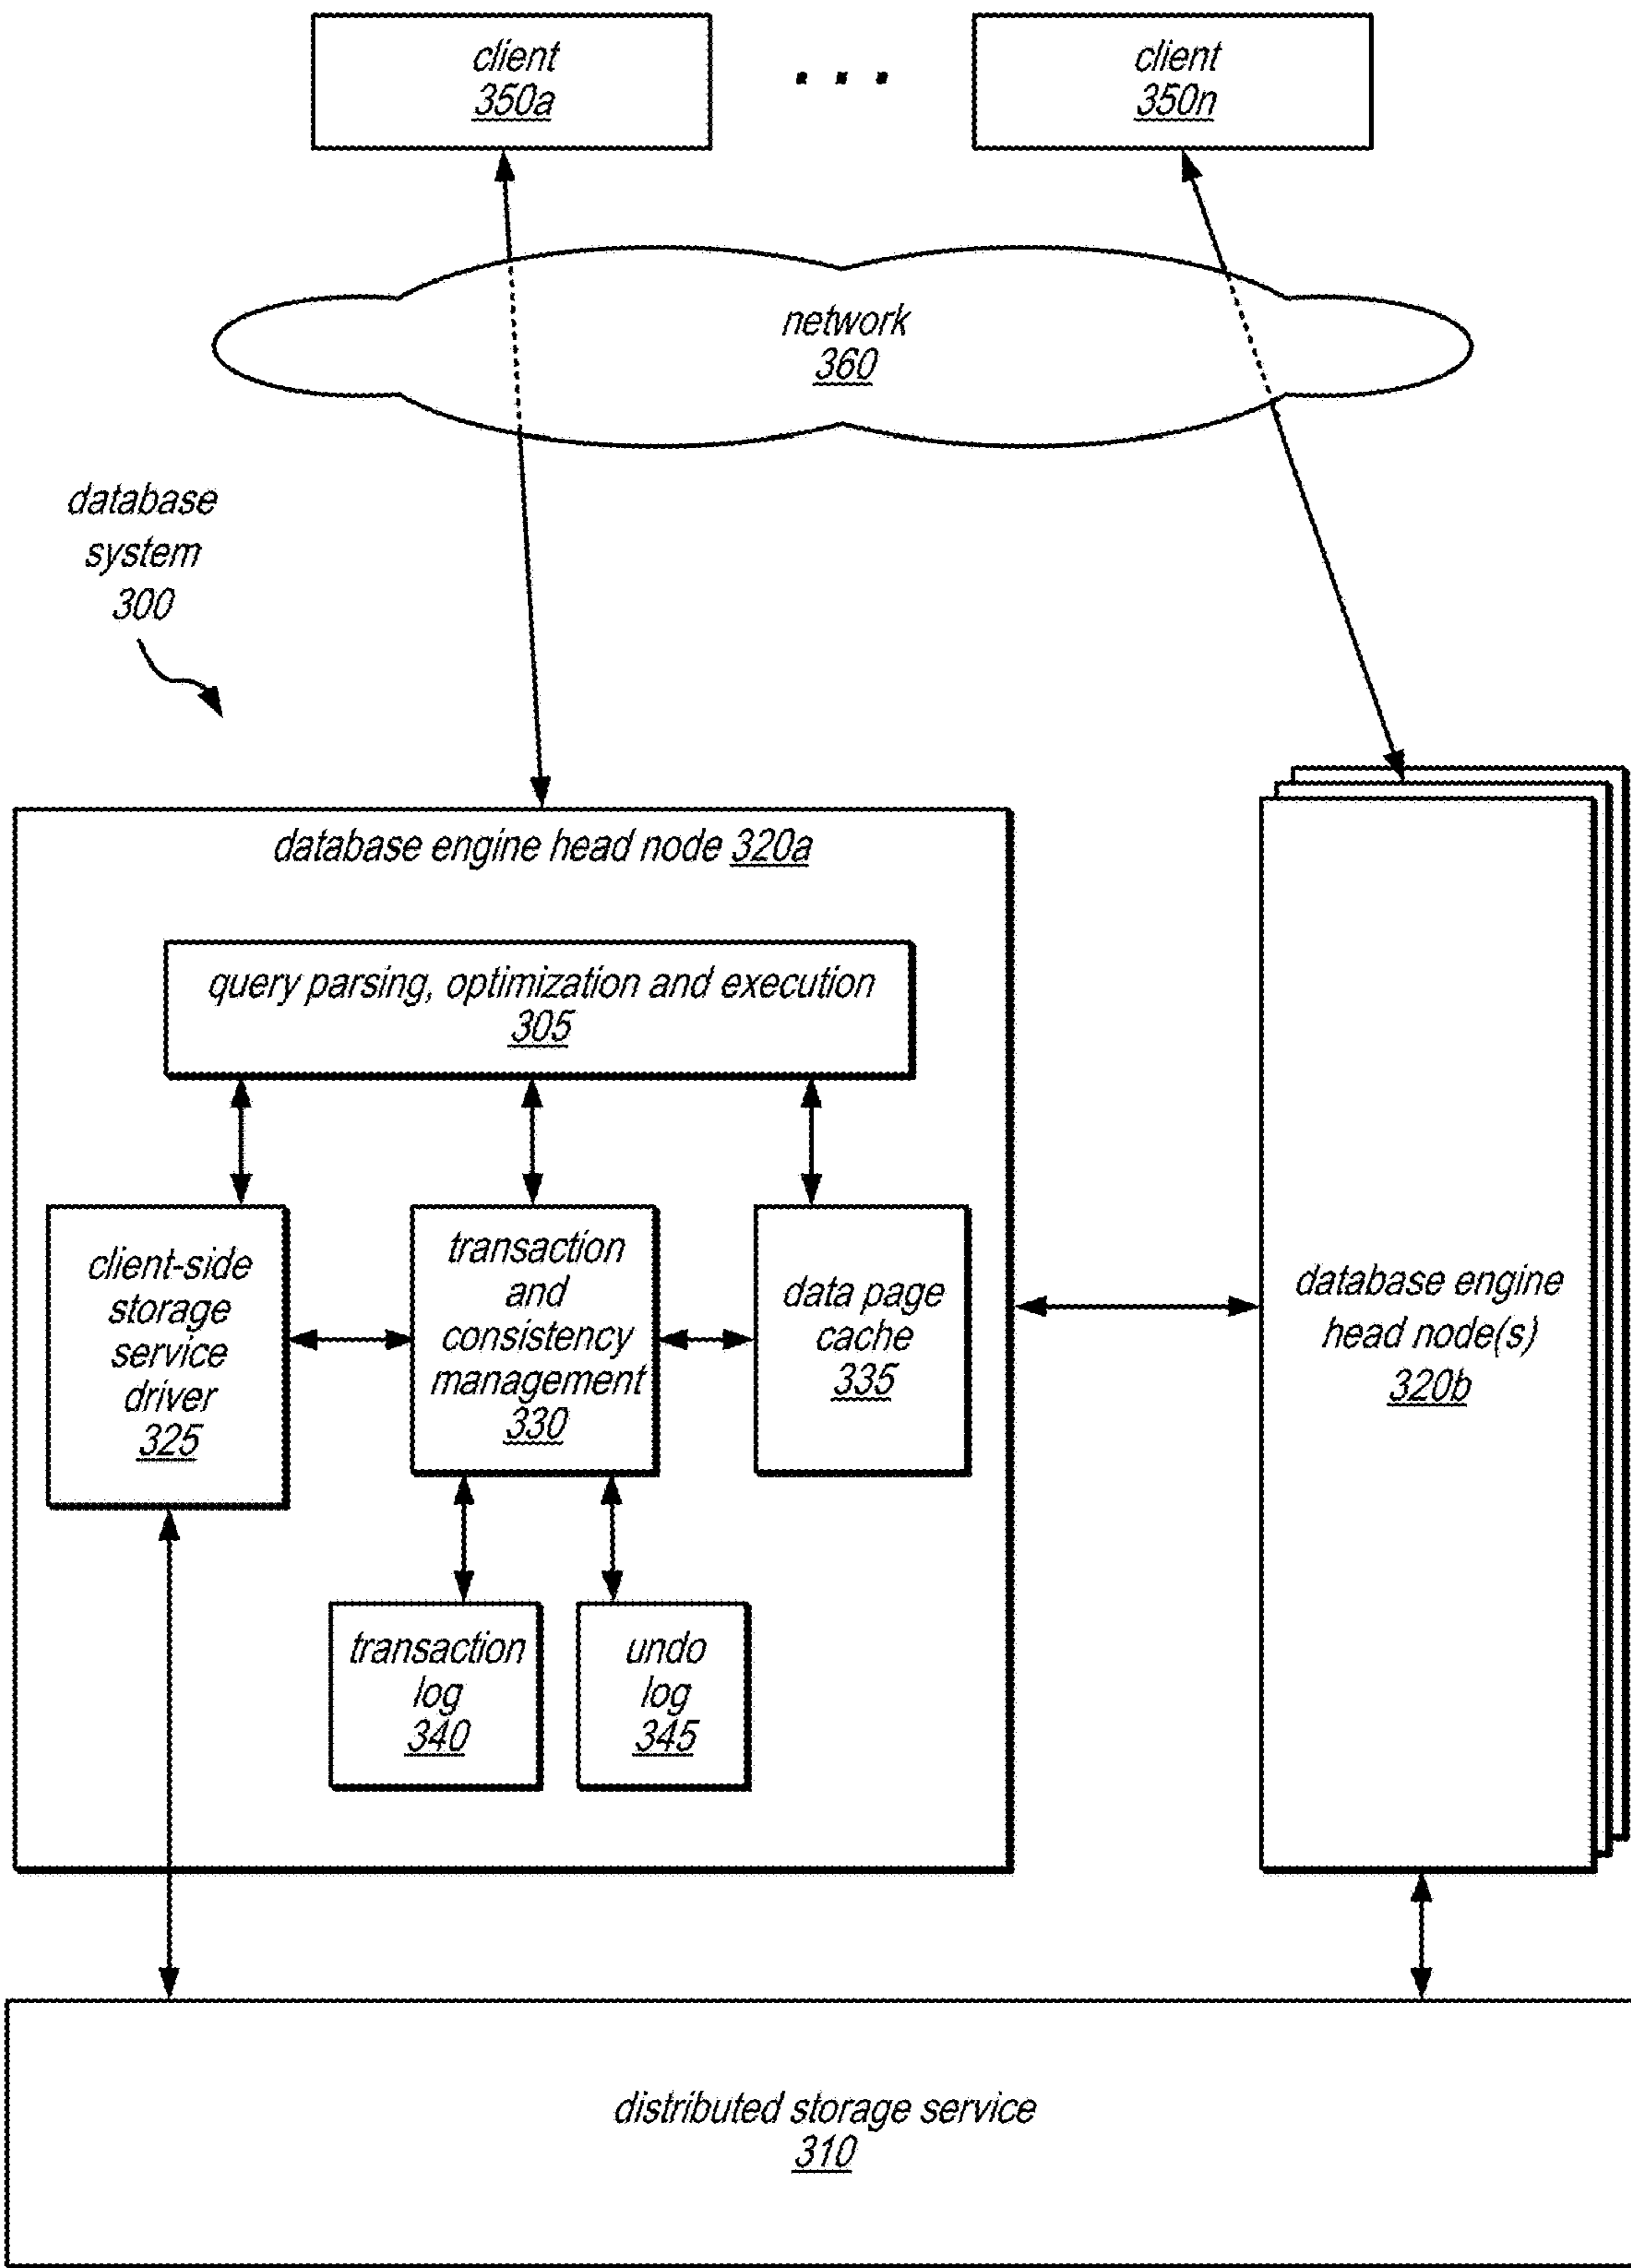 client
350a
client
350n
network
360
database
system
300
database engine head node 320a
query parsing, optimization and execution
305
client-side
storage
service
driver
325
transaction
and
consistency
management
330
data page
cache
335
database engine
head node(s)
320b
transaction
log
340
undo
log
345
distributed storage service
310